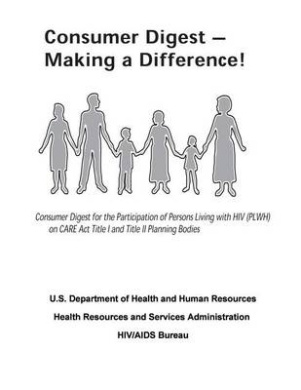 Consumer Digest –
Making a Difference!
Consumer Digest for the Participation of Persons Living with HIV (PLWH)
on CARE Act Title I and Title II Planning Bodies
U.S. Department of Health and Human Resources
Health Resources and Services Administration
HIV/AIDS Bureau